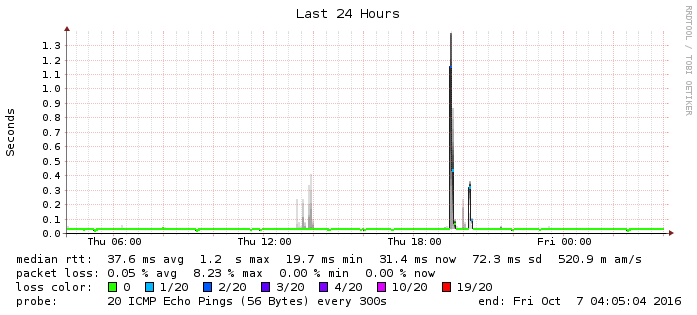 Last 24 Hours
RRDTOOL / TOBI OETIKER
Seconds
1.3
1.2
1.1
1.0
0.9
0.8
0.7
0.6
0.5
0.4
0.3
0.2
0.1
0.0
Thu 06:00 Thu 12:00 Thu 18:00 Fri 00:00
median rtt: 37.6 ms avg 1.2 s max 19.7 ms min 31.4 ms now 72.3 ms sd 520.9 m am/s
packet loss: 0.05 % avg 8.23 % max 0.00 % min 0.00 % now
loss color: 0 1/20 2/20 3/20 4/20 10/20 19/20
probe: 20 ICMP Echo Pings (56 Bytes) every 300s end: Fri Oct 7 04:05:04 2016